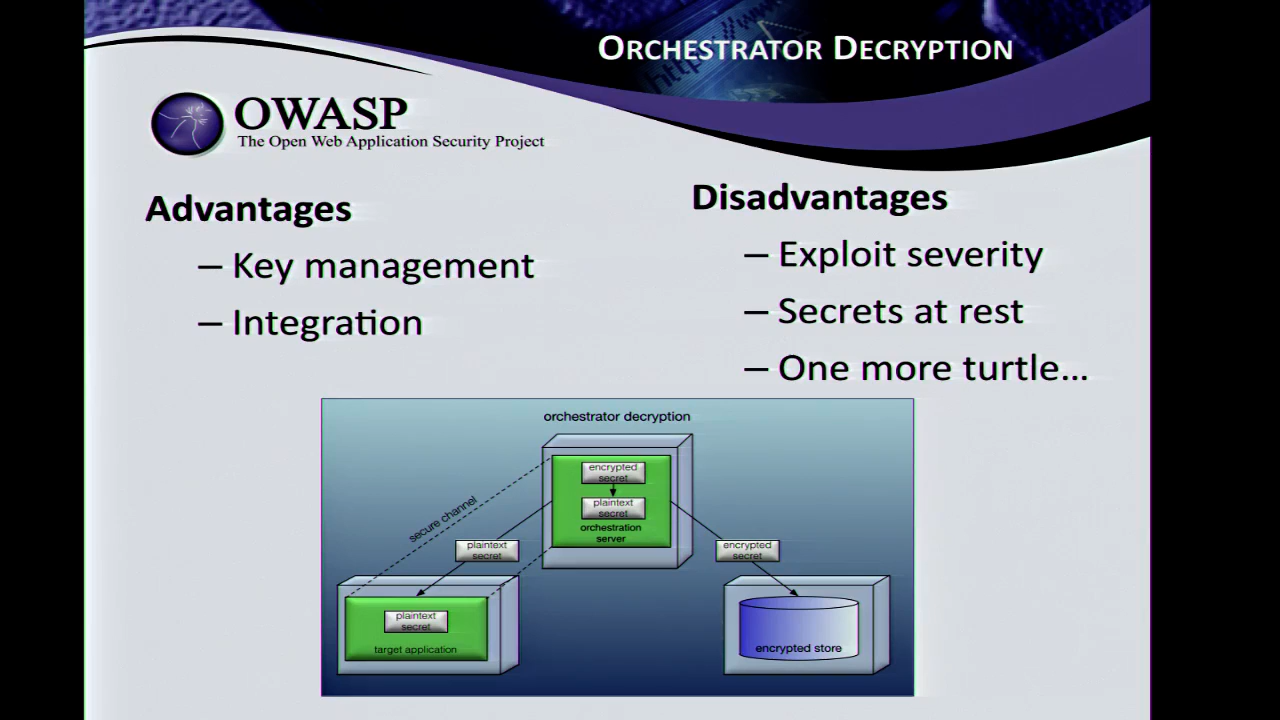 ORCHESTRATOR DECRYPTION
OWASP
The Open Web Application Security Project
Advantages
– Key management
– Integration
Disadvantages
– Exploit severity
– Secrets at rest
– One more turtle...
orchestrator decryption
encrypted
secret
plaintext
secret
orchestration
server
secure channel
plaintext
secret
encrypted
secret
plaintext
secret
target application
encrypted store
http